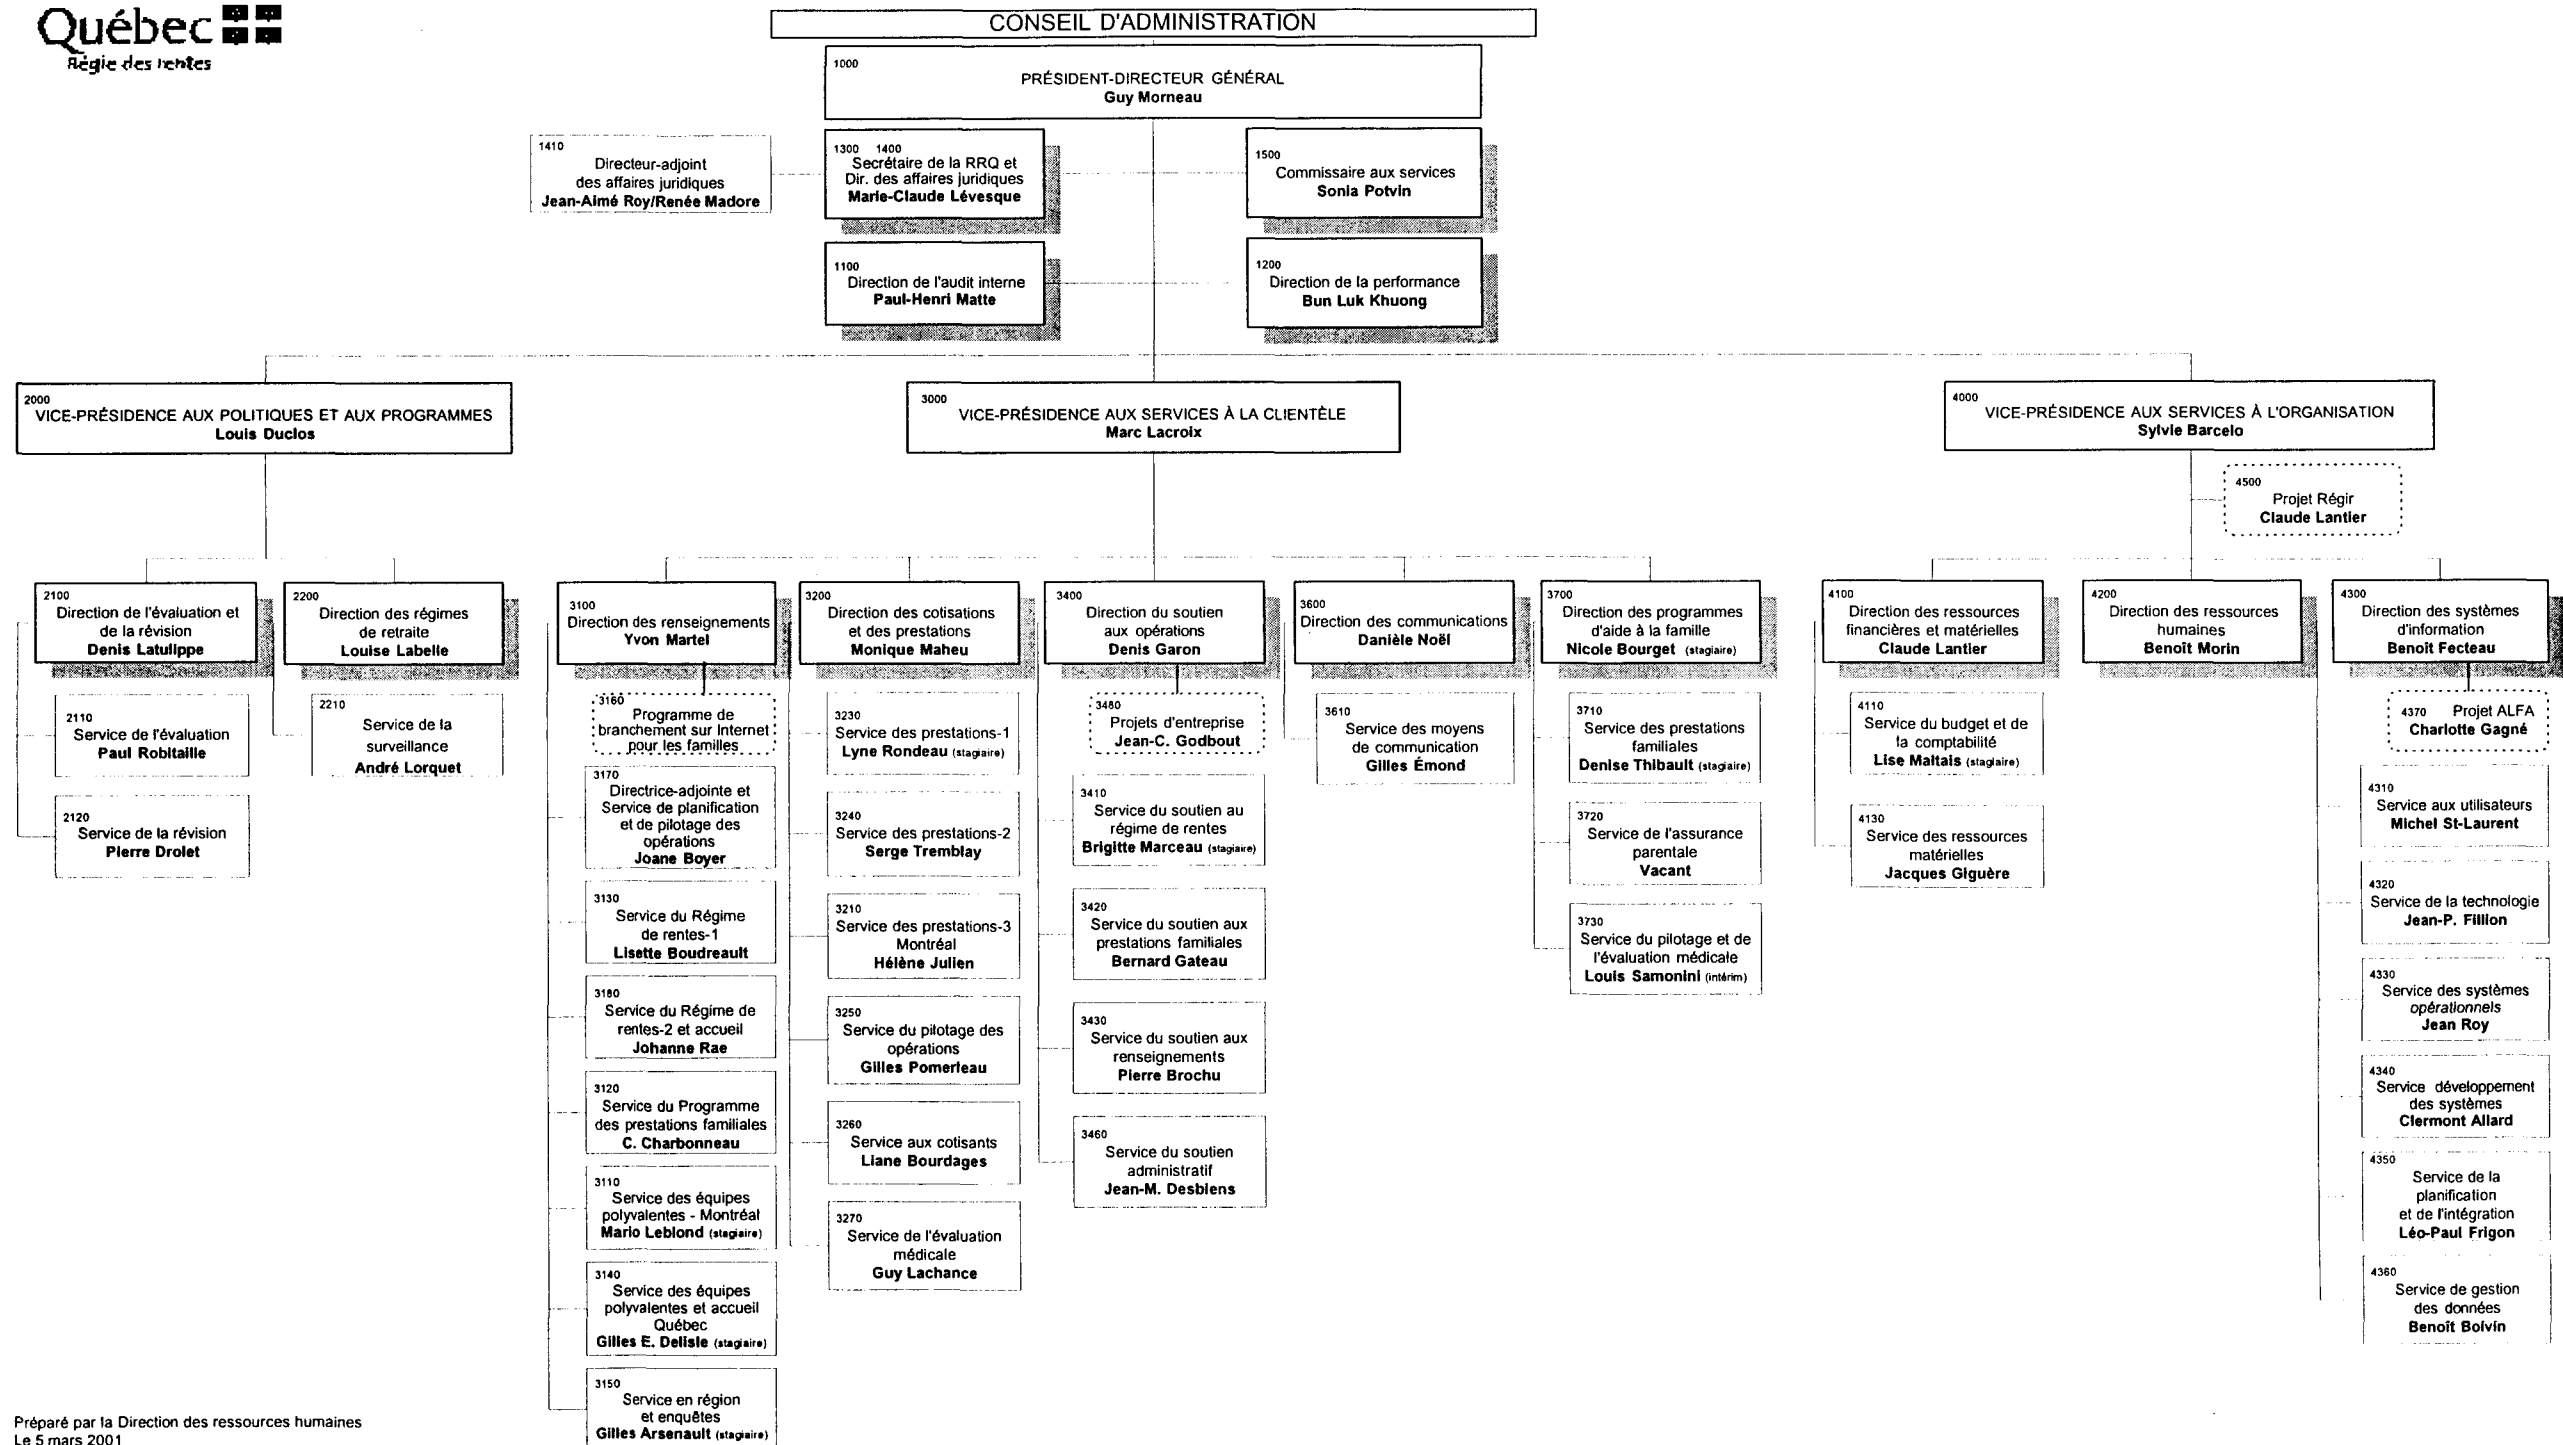 Québec
Régie des rentes
CONSEIL D'ADMINISTRATION
1000
PRÉSIDENT-DIRECTEUR GÉNÉRAL
Guy Morneau
1410
Directeur-adjoint
des affaires juridiques
Jean-Aimé Roy/Renée Madore
1300 1400
Secrétaire de la RRQ et
Dir. des affaires juridiques
Marie-Claude Lévesque
1500
Commissaire aux services
Sonia Potvin
1100
Direction de l'audit interne
Paul-Henri Matte
1200
Direction de la performance
Bun Luk Khuong
2000
VICE-PRÉSIDENCE AUX POLITIQUES ET AUX PROGRAMMES
Louis Duclos
3000
VICE-PRÉSIDENCE AUX SERVICES À LA CLIENTÈLE
Marc Lacroix
4000
VICE-PRÉSIDENCE AUX SERVICES À L'ORGANISATION
Sylvie Barcelo
4500
Projet Régir
Claude Lantier
2100
Direction de l'évaluation et
de la révision
Denis Latulippe
2110
Service de l'évaluation
Paul Robitaille
2120
Service de la révision
Pierre Drolet
2200
Direction des régimes
de retraite
Louise Labelle
2210
Service de la
surveillance
André Lorquet
3100
Direction des renseignements
Yvon Martel
3160
Programme de
branchement sur Internet
pour les familles
3170
Directrice-adjointe et
Service de planification
et de pilotage des
opérations
Joane Boyer
3130
Service du Régime
de rentes-1
Lisette Boudreault
3180
Service du Régime de
rentes-2 et accueil
Johanne Rae
3120
Service du Programme
des prestations familiales
C. Charbonneau
3110
Service des équipes
polyvalentes - Montréal
Mario Leblond (stagiaire)
3140
Service des équipes
polyvalentes et accueil
Québec
Gilles E. Delisle (stagiaire)
3150
Service en région
et enquêtes
Gilles Arsenault (stagiaire)
3200
Direction des cotisations
et des prestations
Monique Maheu
3230
Service des prestations-1
Lyne Rondeau (stagiaire)
3240
Service des prestations-2
Serge Tremblay
3210
Service des prestations-3
Montréal
Hélène Julien
3250
Service du pilotage des
opérations
Gilles Pomerleau
3260
Service aux cotisants
Liane Bourdages
3270
Service de l'évaluation
médicale
Guy Lachance
3400
Direction du soutien
aux opérations
Denis Garon
3480
Projets d'entreprise
Jean-C. Godbout
3410
Service du soutien au
régime de rentes
Brigitte Marceau (stagiaire)
3420
Service du soutien aux
prestations familiales
Bernard Gateau
3430
Service du soutien aux
renseignements
Pierre Brochu
3460
Service du soutien
administratif
Jean-M. Desbiens
3600
Direction des communications
Danièle Noël
3610
Service des moyens
de communication
Gilles Émond
3700
Direction des programmes
d'aide à la famille
Nicole Bourget (stagiaire)
3710
Service des prestations
familiales
Denise Thibault (stagiaire)
3720
Service de l'assurance
parentale
Vacant
3730
Service du pilotage et de
l'évaluation médicale
Louis Samonini (intérim)
4100
Direction des ressources
financières et matérielles
Claude Lantier
4110
Service du budget et de
la comptabilité
Lise Maltais (stagiaire)
4130
Service des ressources
matérielles
Jacques Giguère
4200
Direction des ressources
humaines
Benoît Morin
4300
Direction des systèmes
d'information
Benoît Fecteau
4370 Projet ALFA
Charlotte Gagné
4310
Service aux utilisateurs
Michel St-Laurent
4320
Service de la technologie
Jean-P. Fillion
4330
Service des systèmes
opérationnels
Jean Roy
4340
Service développement
des systèmes
Clermont Allard
4350
Service de la
planification
et de l'intégration
Léo-Paul Frigon
4360
Service de gestion
des données
Benoît Boivin
Préparé par la Direction des ressources humaines
Le 5 mars 2001